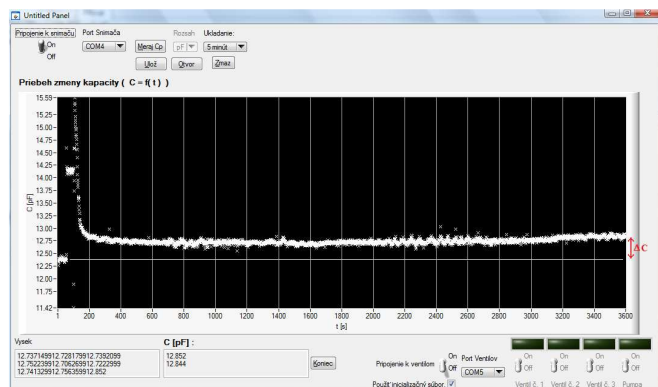 Untitled Panel
Pripojenie k snímaču Port Snímača Rozsah Ukladanie:
On COM4 Meraj Cp pF 5 minút
Off
Ulož Otvor Zmaz
Priebeh zmeny kapacity ( C = f( t ) )
15.59
15.25
15.00
14.75
14.50
14.25
14.00
13.75
13.50
13.25
13.00
12.75
12.50
12.25
12.00
11.75
11.42
C [pF]
ΔC
1 200 400 600 800 1000 1200 1400 1600 1800 2000 2200 2400 2600 2800 3000 3200 3400 3600
t [s]
Vysek C [pF] :
12.737149912.728179912.7392099 12.852
12.752239912.706269912.7222999 12.844
12.741329912.756359912.852
Koniec
Pripojenie k ventilom On Off Port Ventilov COM5
On Off On Off On Off On Off
Použiť inicializačný súbor. Ventil č. 1 Ventil č. 2 Ventil č. 3 Pumpa